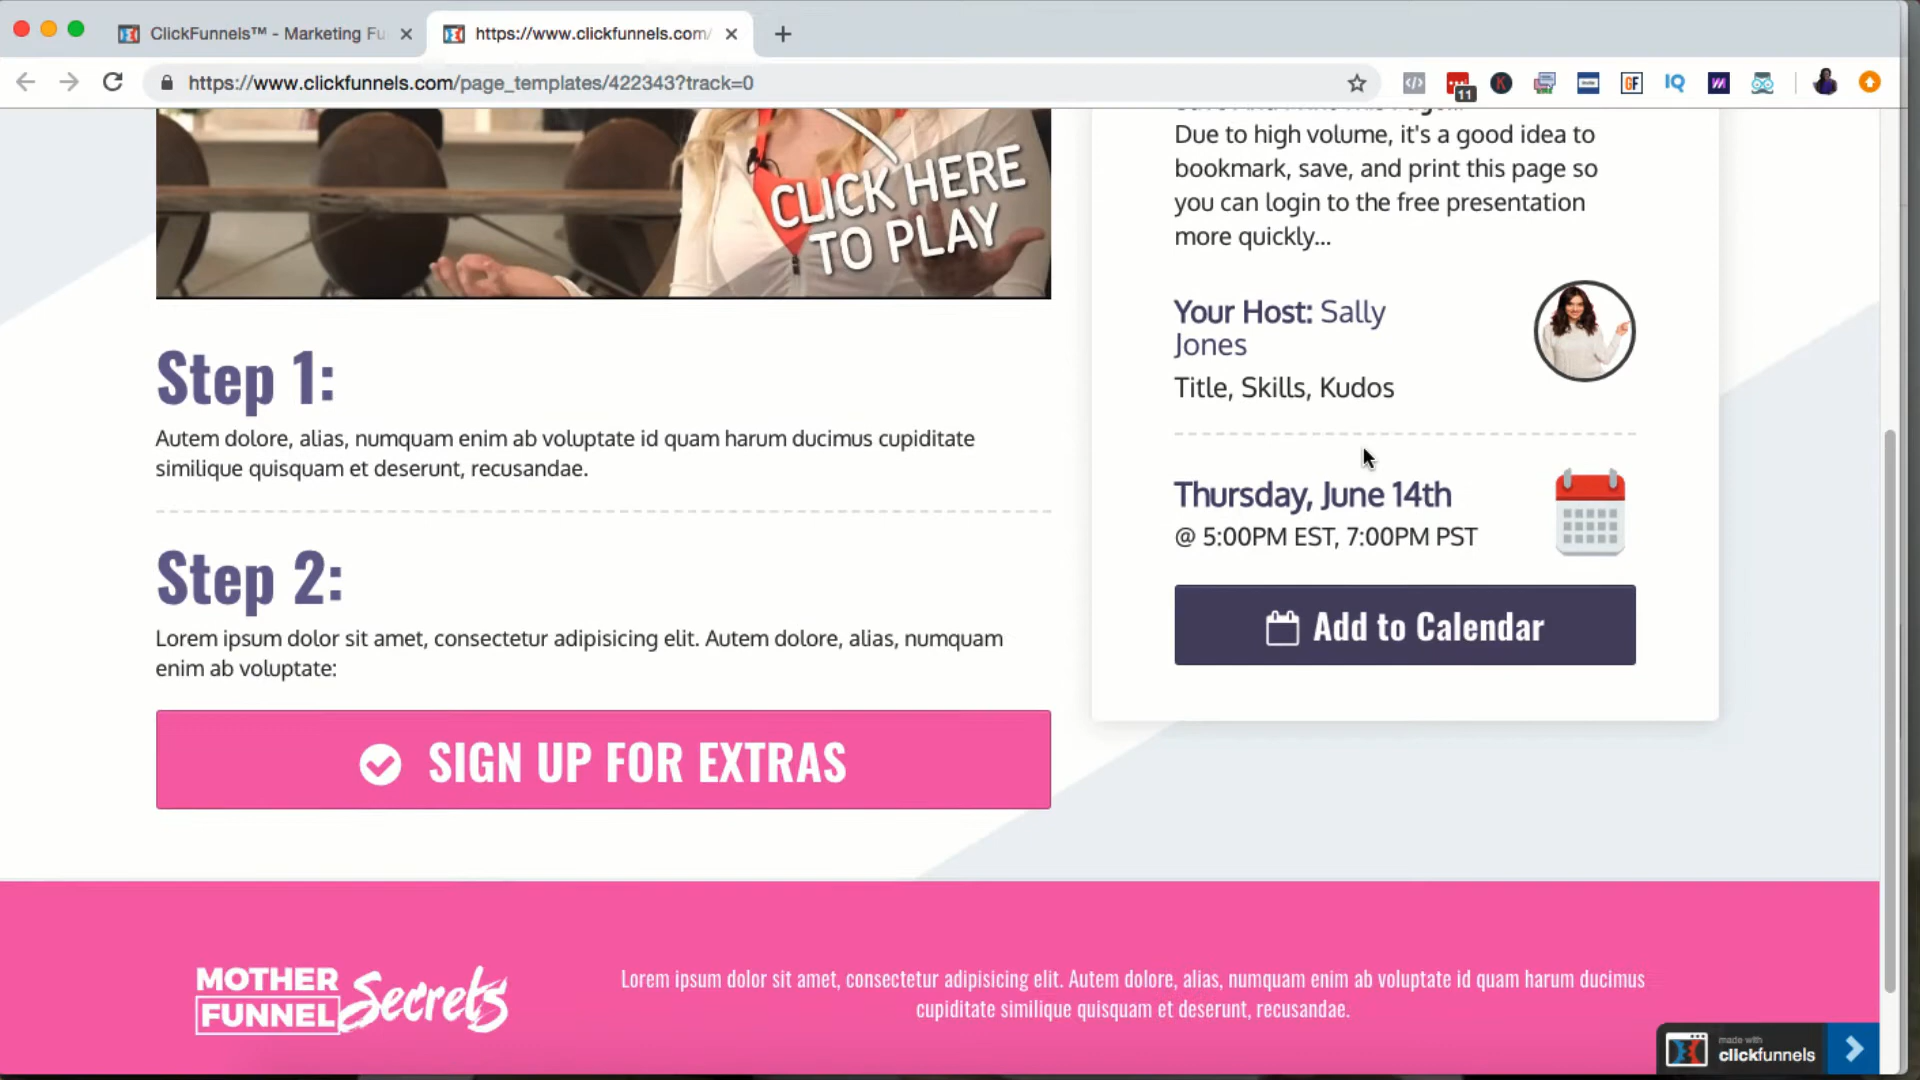 ClickFunnels™ - Marketing Fu
https://www.clickfunnels.com/
https://www.clickfunnels.com/page_templates/422343?track=0
11
CLICK HERE
TO PLAY
Due to high volume, it's a good idea to
bookmark, save, and print this page so
you can login to the free presentation
more quickly...
Your Host: Sally
Jones
Title, Skills, Kudos
Thursday, June 14th
@ 5:00PM EST, 7:00PM PST
Add to Calendar
Step 1:
Autem dolore, alias, numquam enim ab voluptate id quam harum ducimus cupiditate
similique quisquam et deserunt, recusandae.
Step 2:
Lorem ipsum dolor sit amet, consectetur adipisicing elit. Autem dolore, alias, numquam
enim ab voluptate:
SIGN UP FOR EXTRAS
MOTHER
FUNNEL
Secrets
Lorem ipsum dolor sit amet, consectetur adipisicing elit. Autem dolore, alias, numquam enim ab voluptate id quam harum ducimus
cupiditate similique quisquam et deserunt, recusandae.
made with
clickfunnels